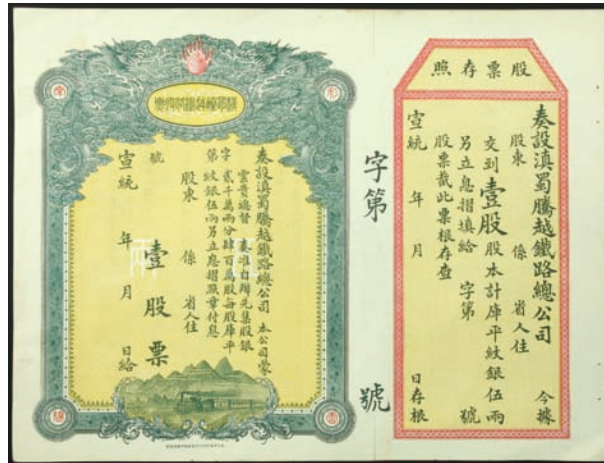 股票存照
奏設滇蜀騰越鐵路總公司 今據
股東 係 省人住
交到壹股股本計庫平紋銀伍兩
另立息摺填給 字第 號
股票截此票根存查
宣統 年 月 日存根
字第 號
奏設滇蜀騰越鐵路總公司 本公司蒙
雲貴總督 奏准自辦先集股銀
貳千萬兩分肆百萬股每股庫平
紋銀伍兩另立息摺照章付息
股東 係 省人住
字第 號
壹股票
宣統 年 月 日給